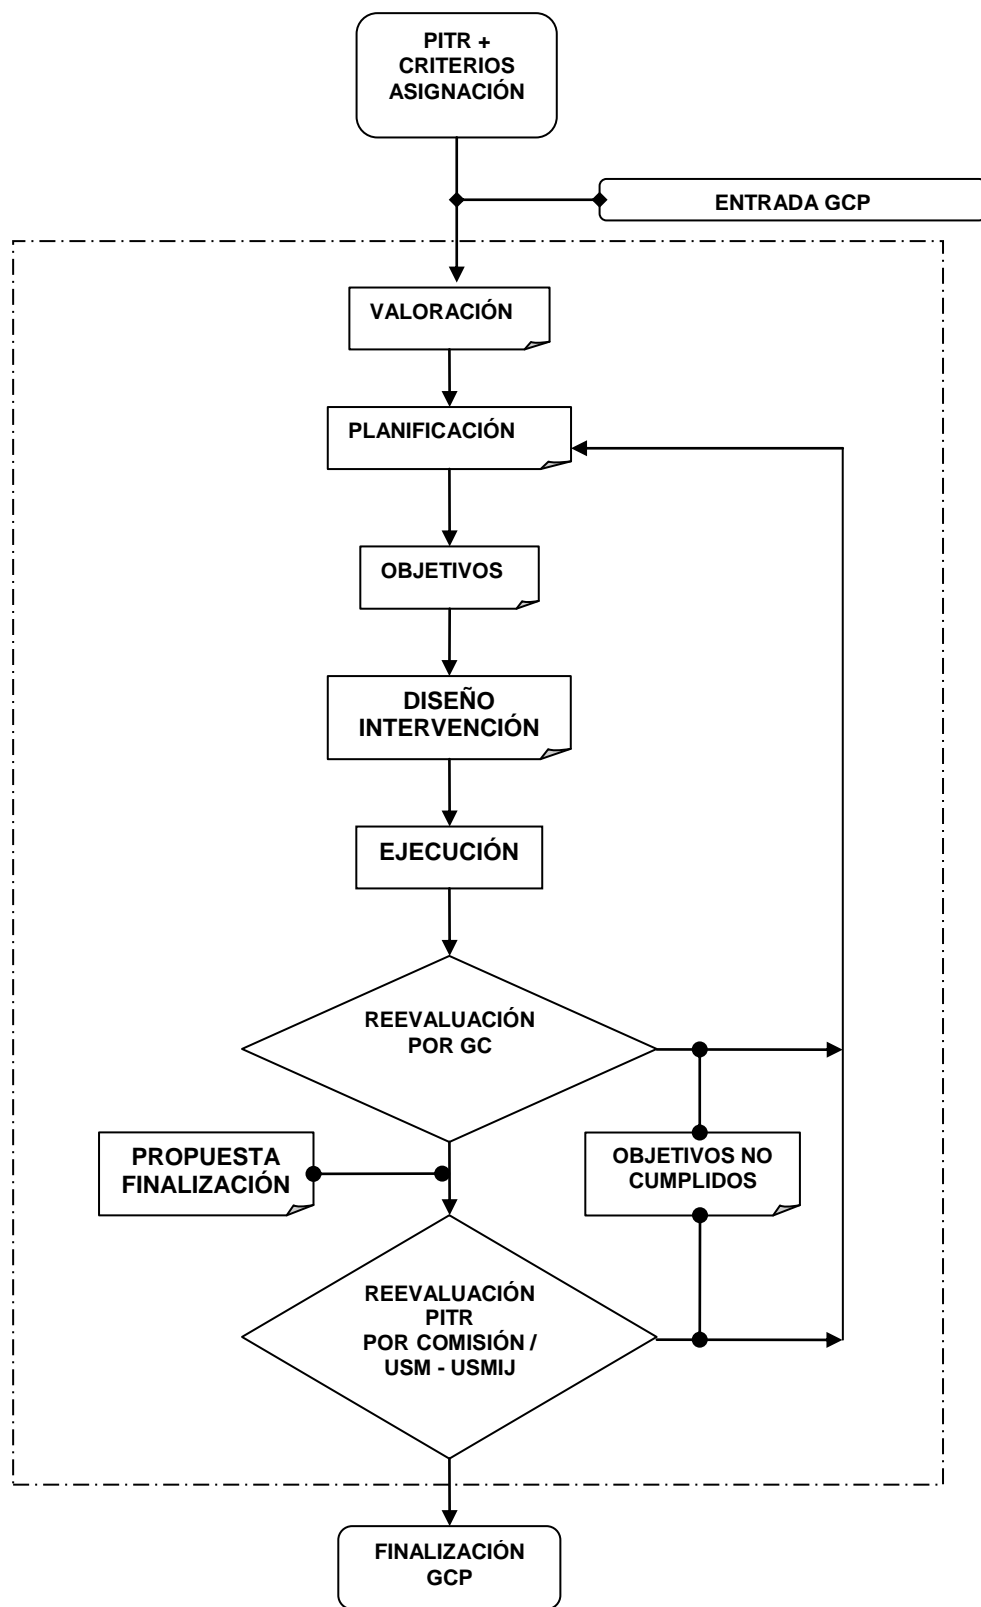 PITR +
CRITERIOS
ASIGNACIÓN
ENTRADA GCP
VALORACIÓN
PLANIFICACIÓN
OBJETIVOS
DISEÑO
INTERVENCIÓN
EJECUCIÓN
REEVALUACIÓN
POR GC
PROPUESTA
FINALIZACIÓN
OBJETIVOS NO
CUMPLIDOS
REEVALUACIÓN
PITR
POR COMISIÓN /
USM - USMIJ
FINALIZACIÓN
GCP